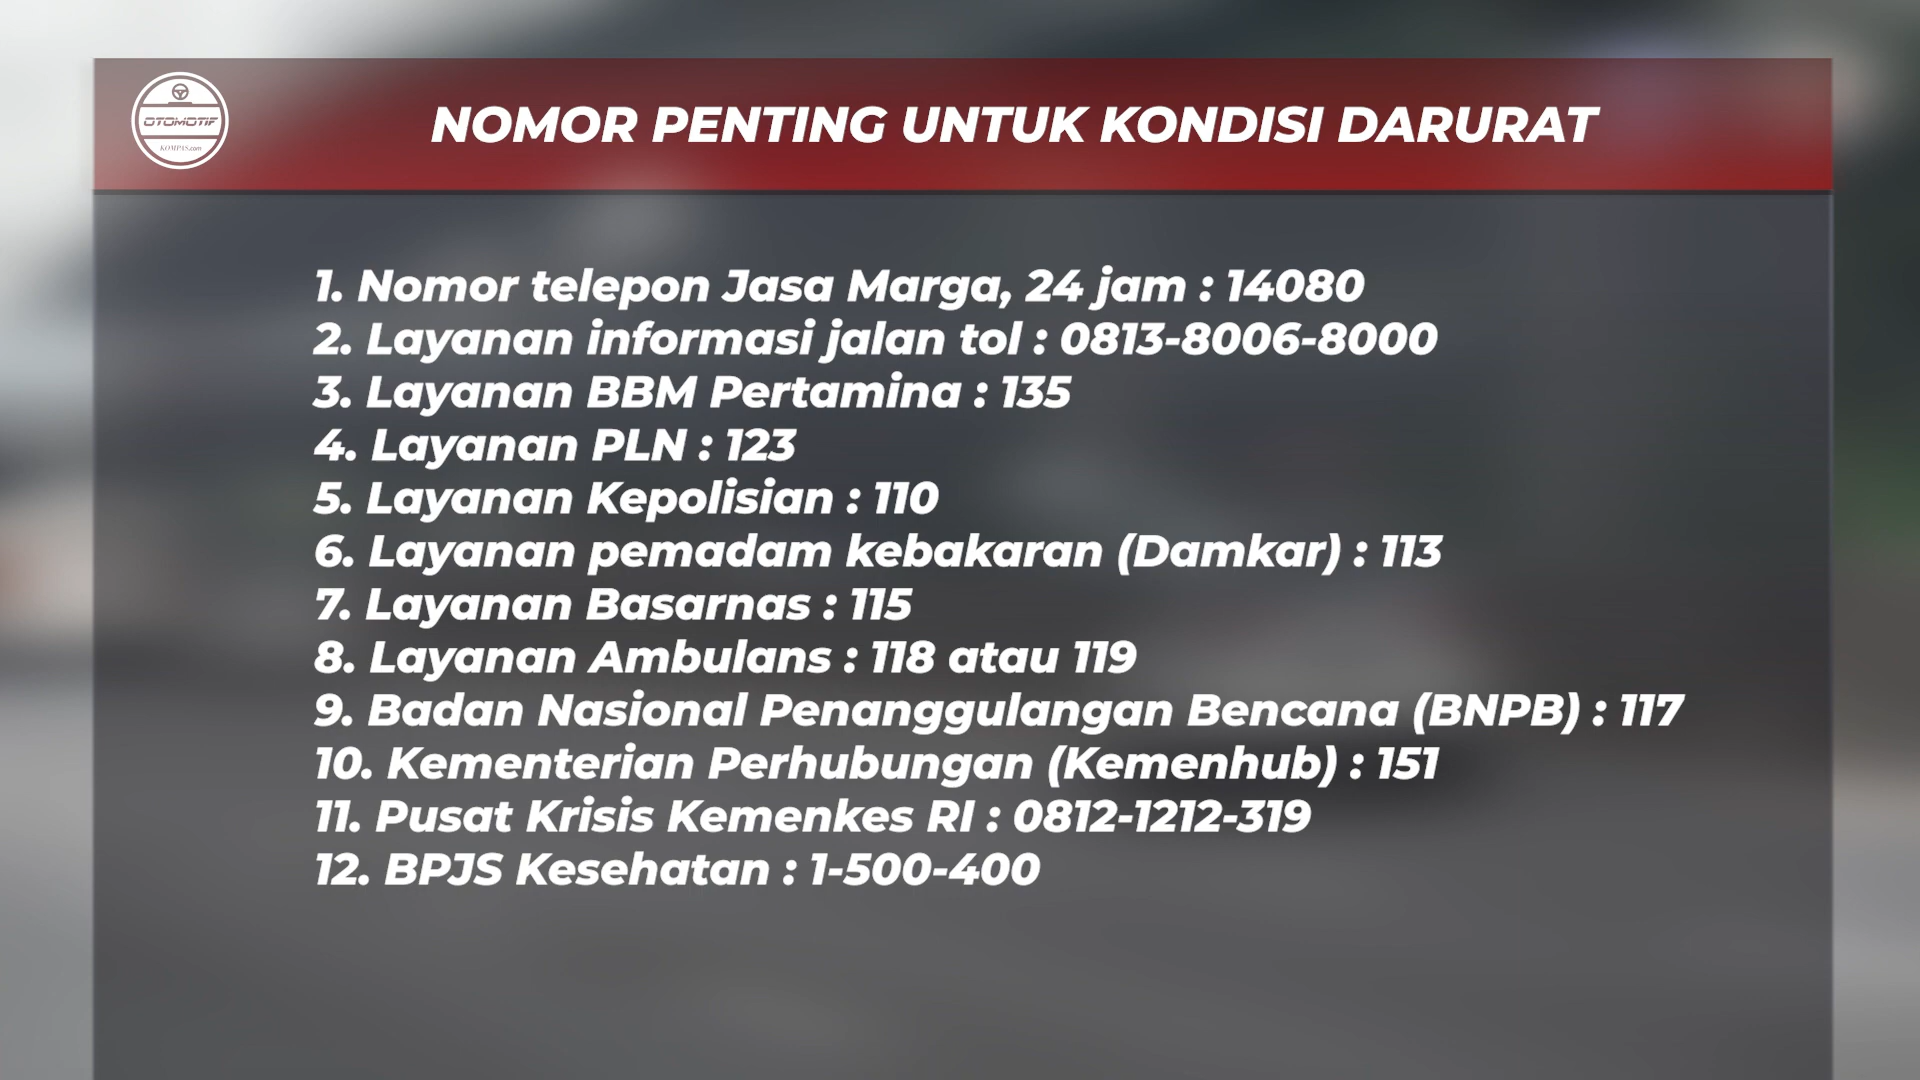 OTOMOTIF
KOMPAS.com
NOMOR PENTING UNTUK KONDISI DARURAT
1. Nomor telepon Jasa Marga, 24 jam : 14080
2. Layanan informasi jalan tol : 0813-8006-8000
3. Layanan BBM Pertamina : 135
4. Layanan PLN : 123
5. Layanan Kepolisian : 110
6. Layanan pemadam kebakaran (Damkar) : 113
7. Layanan Basarnas : 115
8. Layanan Ambulans : 118 atau 119
9. Badan Nasional Penanggulangan Bencana (BNPB) : 117
10. Kementerian Perhubungan (Kemenhub) : 151
11. Pusat Krisis Kemenkes RI : 0812-1212-319
12. BPJS Kesehatan : 1-500-400